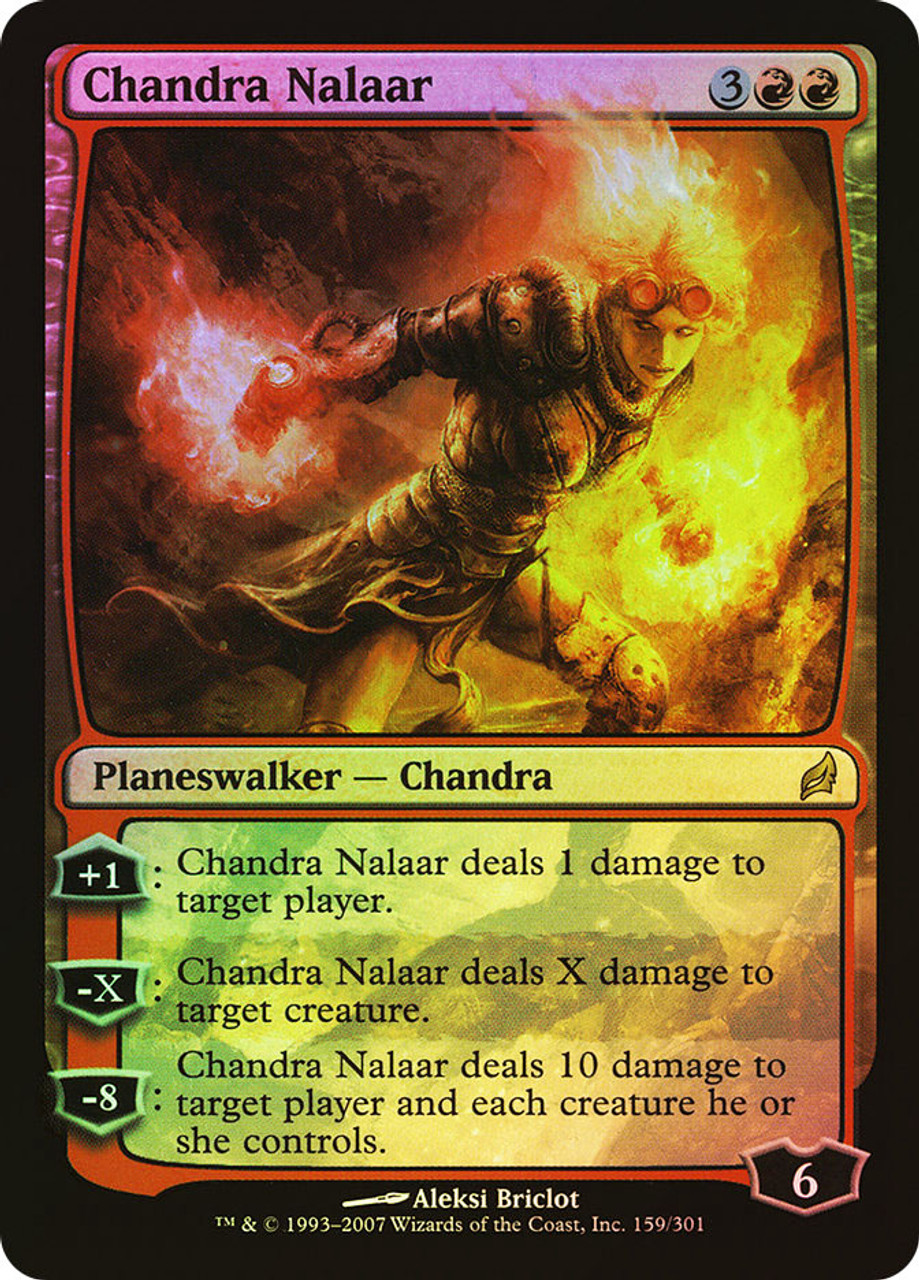 Chandra Nalaar 3
Planeswalker — Chandra
+1 : Chandra Nalaar deals 1 damage to
target player.
-X : Chandra Nalaar deals X damage to
target creature.
-8 : Chandra Nalaar deals 10 damage to
target player and each creature he or
she controls.
6
Aleksi Briclot
™ & © 1993–2007 Wizards of the Coast, Inc. 159/301